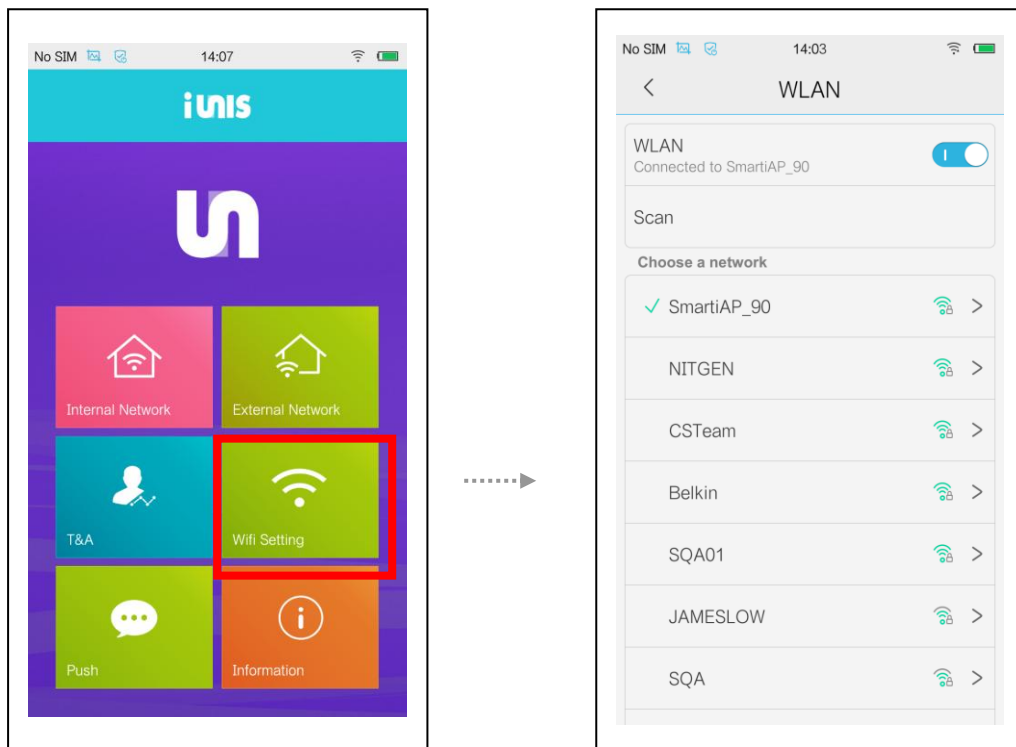 No SIM 14:07
iUNIS
un
Internal Network
External Network
T&A
Wifi Setting
Push
Information
No SIM 14:03
WLAN
WLAN
Connected to SmartiAP_90
Scan
Choose a network
SmartiAP_90
NITGEN
CSTeam
Belkin
SQA01
JAMESLOW
SQA